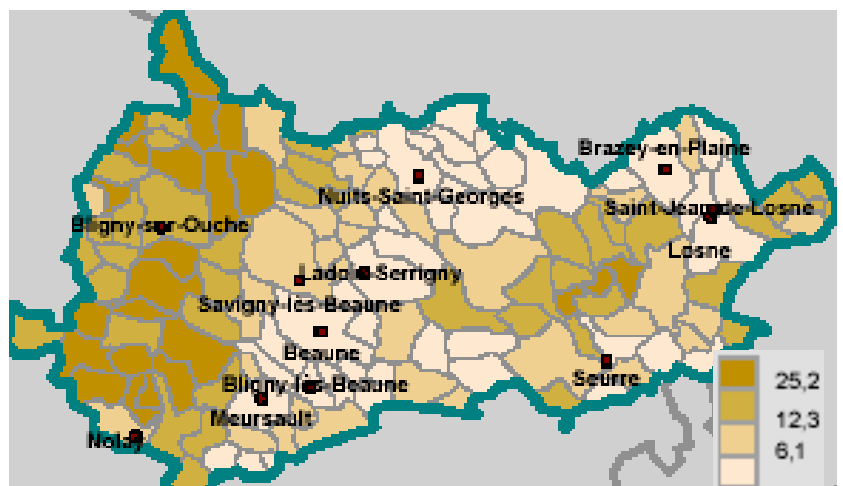 Brazey-en-Plaine
Nuits-Saint-Georges
Saint-Jean-de-Losne
Bligny-sur-Ouche
Losne
Ladoix-Serrigny
Savigny-lès-Beaune
Beaune
Seurre
Bligny-lès-Beaune
Meursault
Nolay
25,2
12,3
6,1